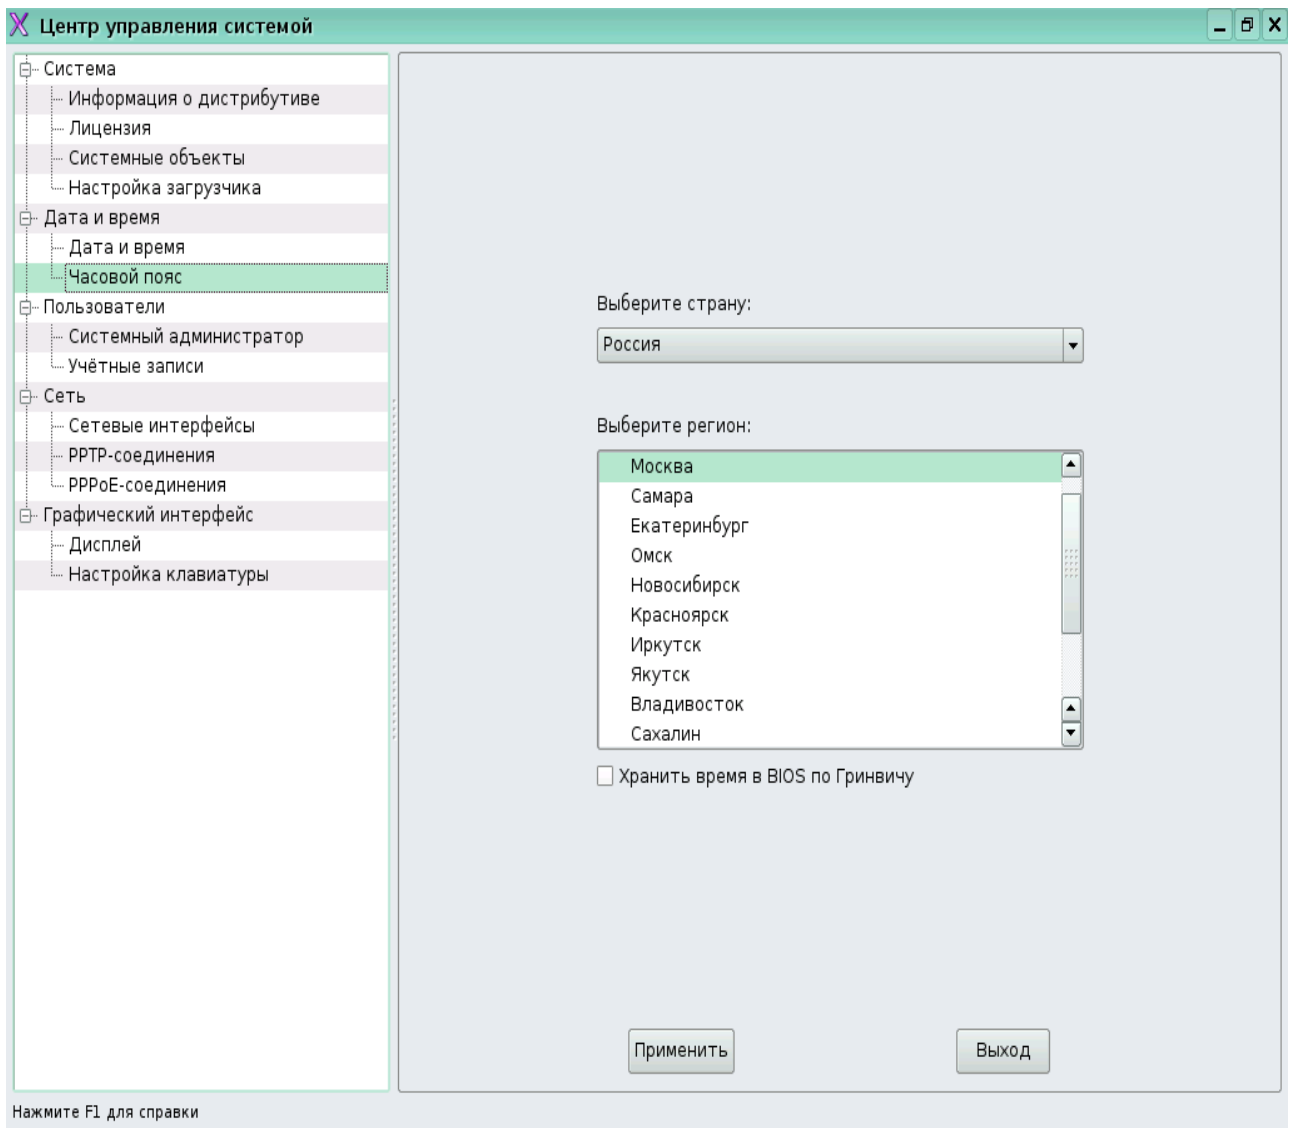 Центр управления системой
Система
Информация о дистрибутиве
Лицензия
Системные объекты
Настройка загрузчика
Дата и время
Дата и время
Часовой пояс
Пользователи
Системный администратор
Учётные записи
Сеть
Сетевые интерфейсы
PPTP-соединения
PPPoE-соединения
Графический интерфейс
Дисплей
Настройка клавиатуры
Выберите страну:
Россия
Выберите регион:
Москва
Самара
Екатеринбург
Омск
Новосибирск
Красноярск
Иркутск
Якутск
Владивосток
Сахалин
Хранить время в BIOS по Гринвичу
Применить
Выход
Нажмите F1 для справки